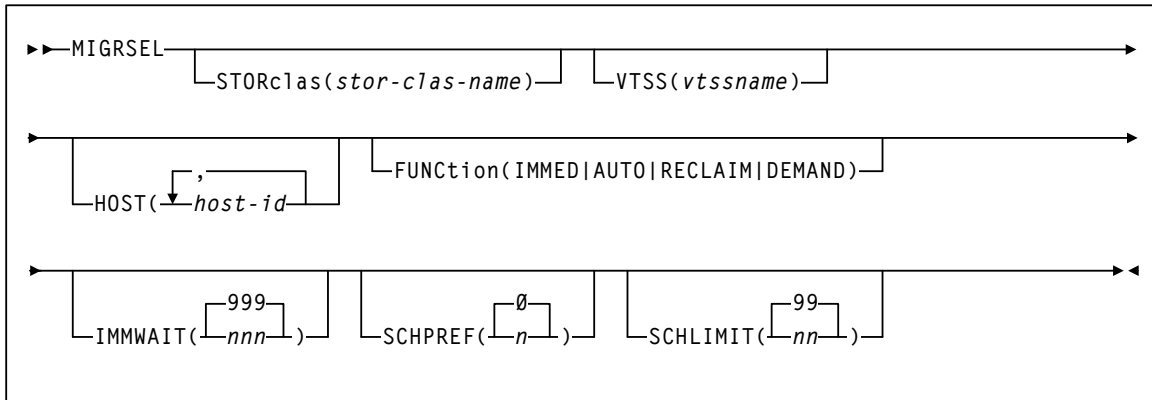 MIGRSEL
STORclas(stor-clas-name) VTSS(vtssname)
,
HOST( host-id FUNCtion(IMMED|AUTO|RECLAIM|DEMAND)
999 Ø 99
IMMWAIT( nnn ) SCHPREF( n ) SCHLIMIT( nn )